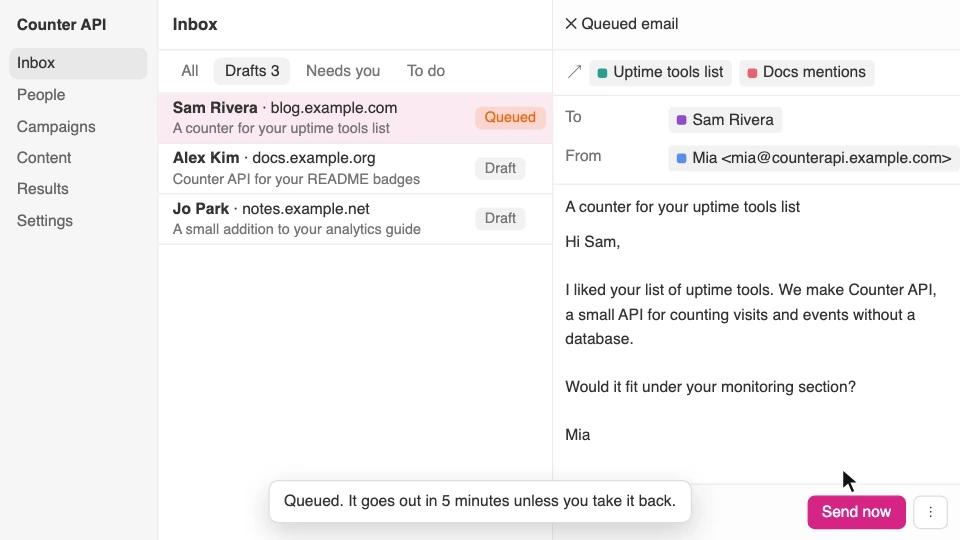 Counter API
Inbox
People
Campaigns
Content
Results
Settings
Inbox
All Drafts 3 Needs you To do
Sam Rivera · blog.example.com
A counter for your uptime tools list
Queued
Alex Kim · docs.example.org
Counter API for your README badges
Draft
Jo Park · notes.example.net
A small addition to your analytics guide
Draft
Queued email
Uptime tools list Docs mentions
To Sam Rivera
From Mia <mia@counterapi.example.com>
A counter for your uptime tools list
Hi Sam,
I liked your list of uptime tools. We make Counter API,
a small API for counting visits and events without a
database.
Would it fit under your monitoring section?
Mia
Queued. It goes out in 5 minutes unless you take it back.
Send now